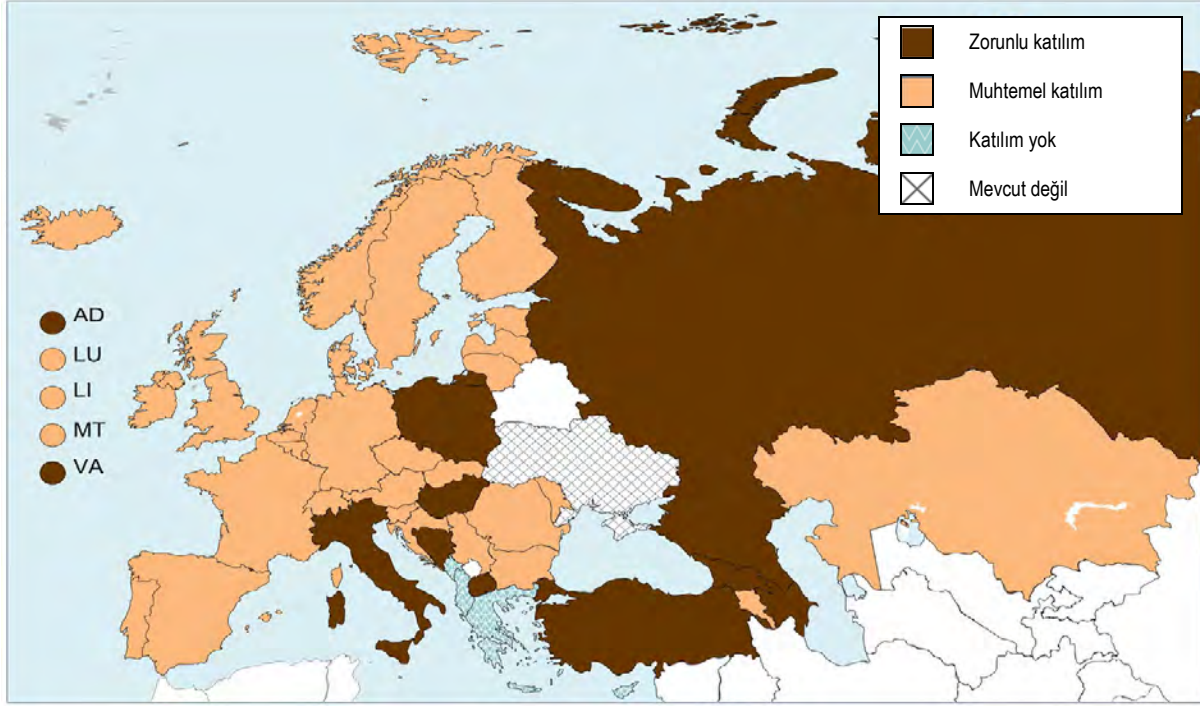 Zorunlu katılım
Muhtemel katılım
Katılım yok
Mevcut değil
AD
LU
LI
MT
VA